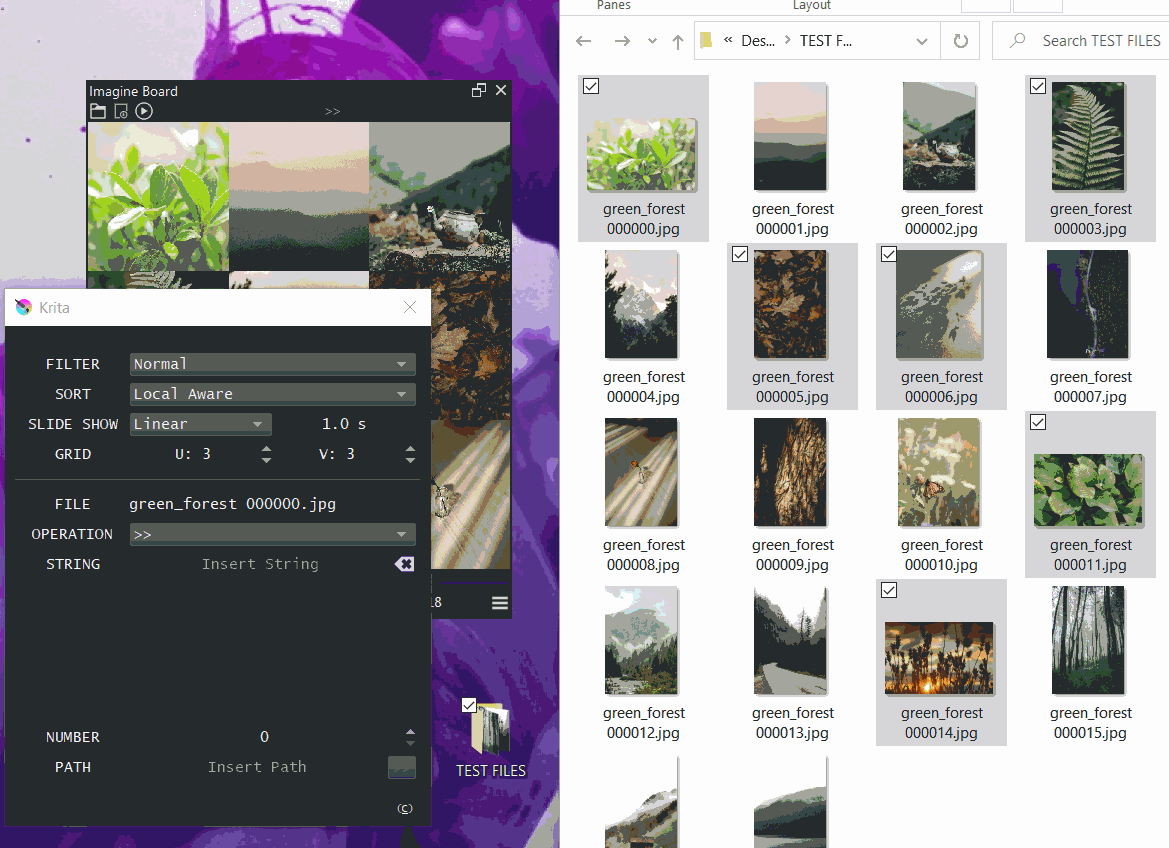 Panes
Layout
« Des... > TEST F...
Search TEST FILES
Imagine Board
>>
Krita
FILTER Normal
SORT Local Aware
SLIDE SHOW Linear 1.0 s
GRID U: 3 V: 3
FILE green_forest 000000.jpg
OPERATION >>
STRING Insert String
NUMBER 0
PATH Insert Path
(c)
18
TEST FILES
green_forest
000000.jpg
green_forest
000001.jpg
green_forest
000002.jpg
green_forest
000003.jpg
green_forest
000004.jpg
green_forest
000005.jpg
green_forest
000006.jpg
green_forest
000007.jpg
green_forest
000008.jpg
green_forest
000009.jpg
green_forest
000010.jpg
green_forest
000011.jpg
green_forest
000012.jpg
green_forest
000013.jpg
green_forest
000014.jpg
green_forest
000015.jpg